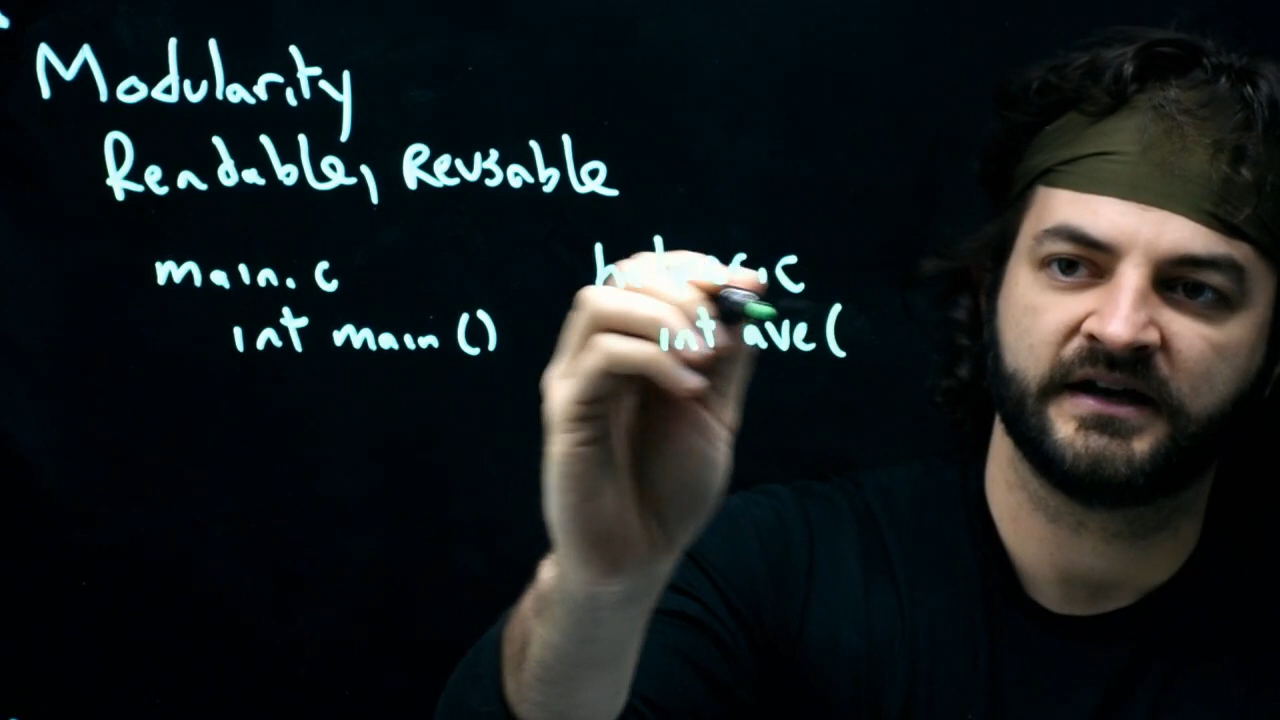 Modularity
Readable, Reusable
main.c
int main()
int ave(